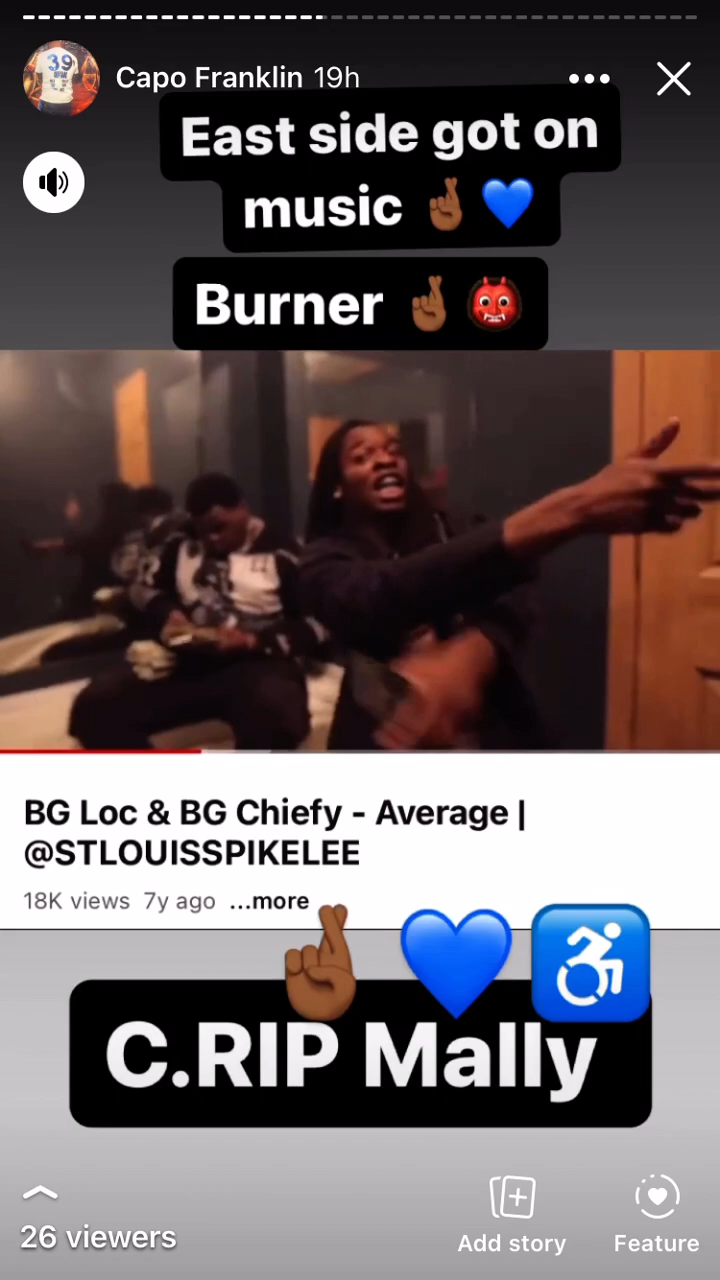 39
Capo Franklin 19h
East side got on
music 🤞🏾 💙
Burner 🤞🏾 👹
BG Loc & BG Chiefy - Average |
@STLOUISSPIKELEE
18K views 7y ago ...more
🤞🏾 💙 ♿
C.RIP Mally
26 viewers
Add story
Feature